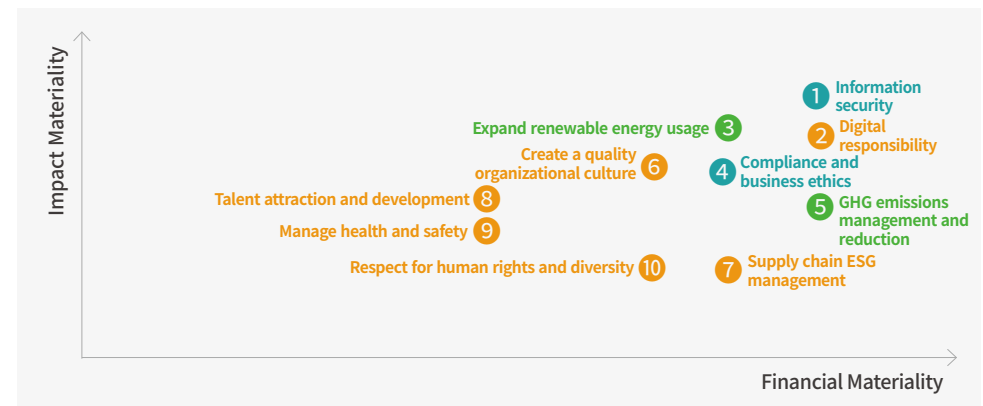 Impact Materiality
1
Information
security
Expand renewable energy usage
3
2
Digital
responsibility
Create a quality
organizational culture
6
4
Compliance and
business ethics
Talent attraction and development
8
5
GHG emissions
management and
reduction
Manage health and safety
9
Respect for human rights and diversity
10
7
Supply chain ESG
management
Financial Materiality